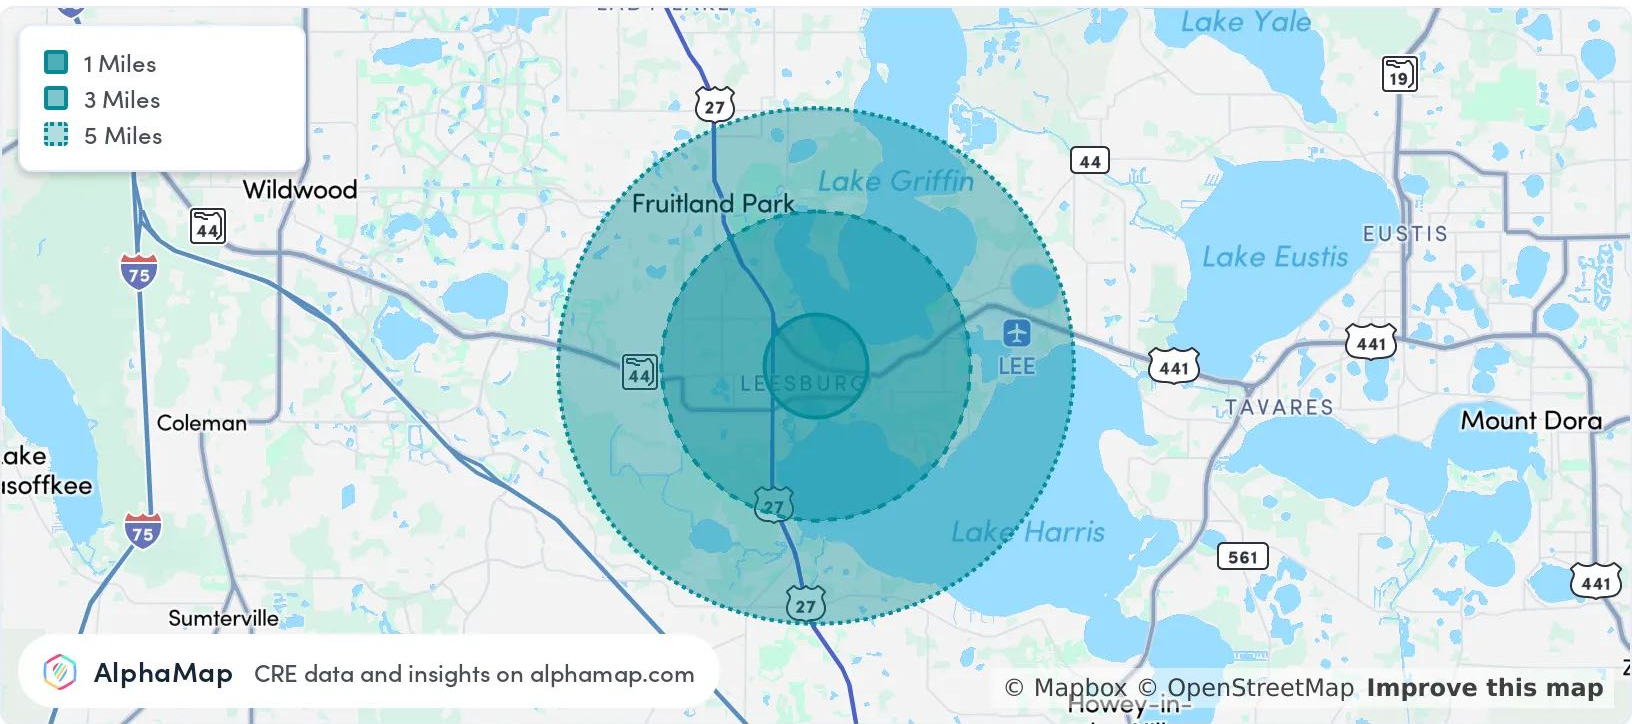 LADY LAKE
Lake Yale
1 Miles
3 Miles
5 Miles
19
27
44
Lake Griffin
Wildwood
Fruitland Park
44
EUSTIS
Lake Eustis
75
LEE
441
441
44
LEESBURG
TAVARES
Coleman
Mount Dora
27
Lake Harris
75
561
441
27
Sumterville
AlphaMap CRE data and insights on alphamap.com
© Mapbox © OpenStreetMap Improve this map
Howey-in-